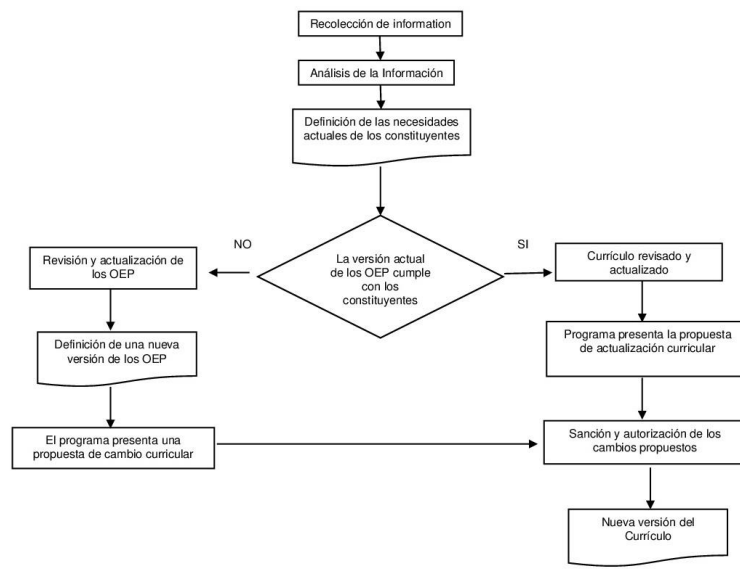 Recolección de information
Análisis de la Información
Definición de las necesidades
actuales de los constituyentes
La versión actual
de los OEP cumple
con los
constituyentes
NO
Revisión y actualización de
los OEP
Definición de una nueva
versión de los OEP
El programa presenta una
propuesta de cambio curricular
SI
Currículo revisado y
actualizado
Programa presenta la propuesta
de actualización curricular
Sanción y autorización de los
cambios propuestos
Nueva versión del
Currículo